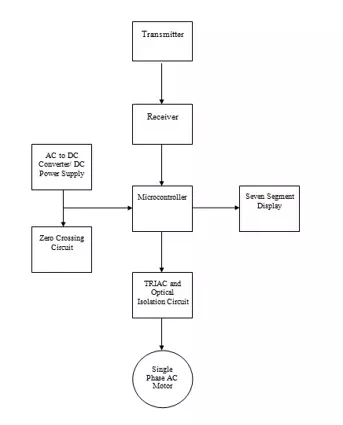 Transmitter
Receiver
AC to DC
Converter/ DC
Power Supply
Microcontroller
Seven Segment
Display
Zero Crossing
Circuit
TRIAC and
Optical
Isolation Circuit
Single
Phase AC
Motor